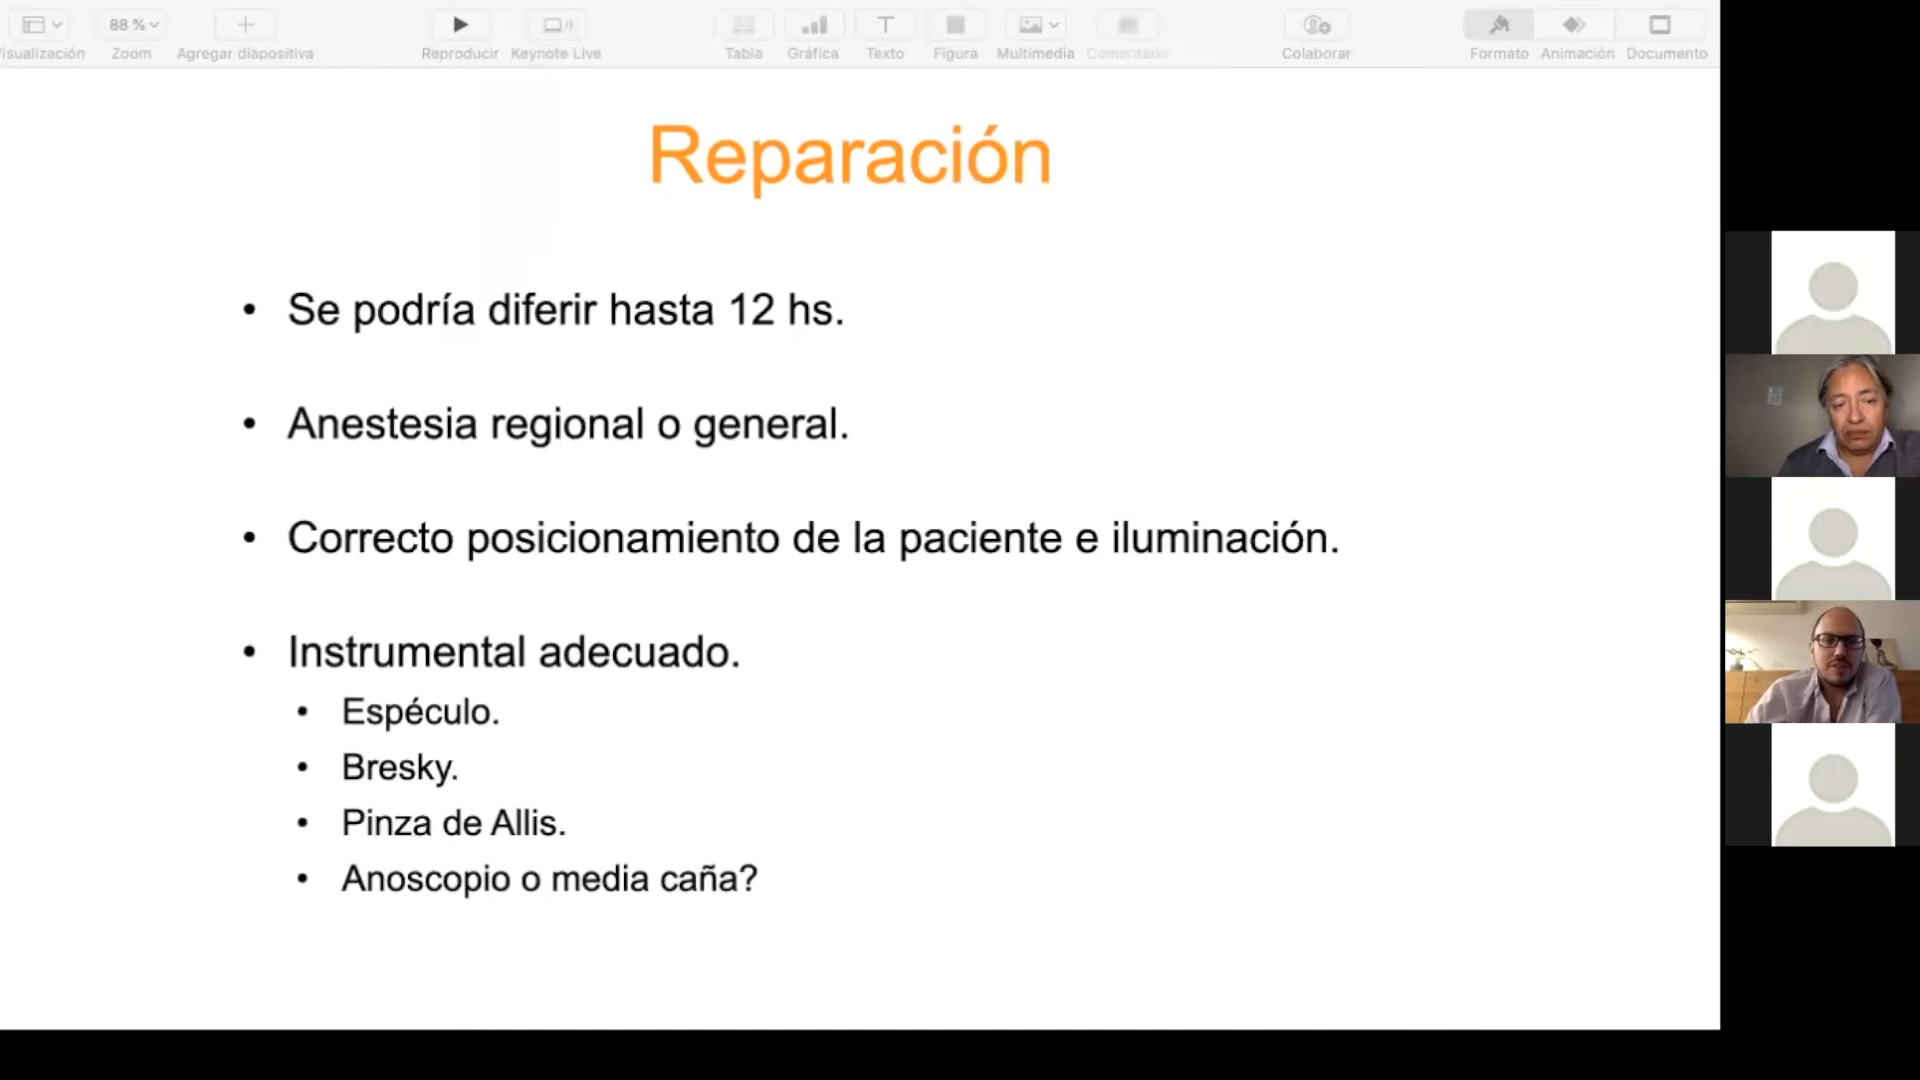 88 %
Visualización Zoom Agregar diapositiva Reproducir Keynote Live Tabla Gráfica Texto Figura Multimedia Comentario Colaborar Formato Animación Documento
Reparación
• Se podría diferir hasta 12 hs.
• Anestesia regional o general.
• Correcto posicionamiento de la paciente e iluminación.
• Instrumental adecuado.
• Espéculo.
• Bresky.
• Pinza de Allis.
• Anoscopio o media caña?